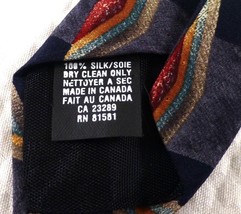 100% SILK/SOIE
DRY CLEAN ONLY
NETTOYER A SEC
MADE IN CANADA
FAIT AU CANADA
CA 23289
RN 81581